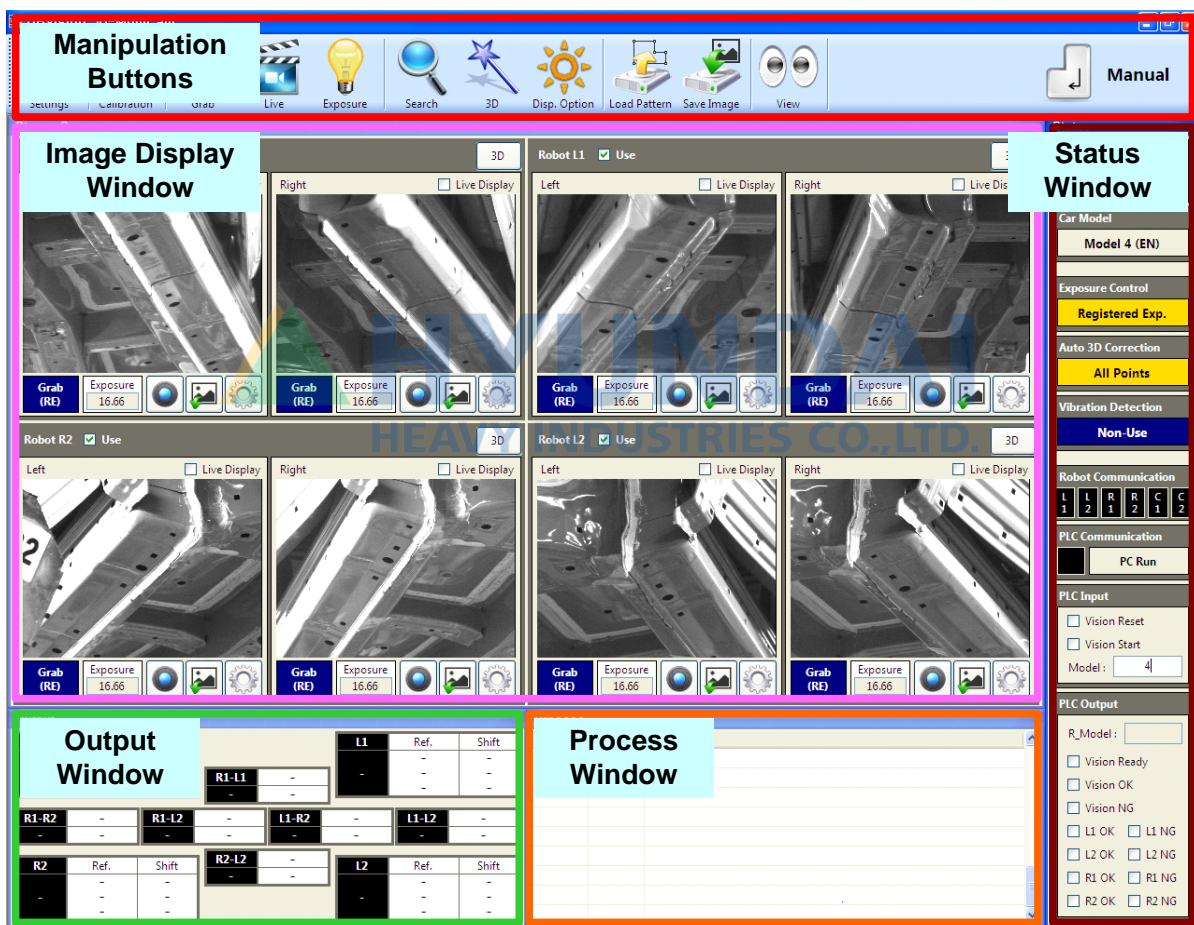 Manipulation
Buttons
Settings
Calibration
Grab
Live
Exposure
Search
3D
Disp. Option
Load Pattern
Save Image
View
Manual
Image Display
Window
3D
Right
Live Display
Grab
(RE)
Exposure
16.66
Grab
(RE)
Exposure
16.66
Robot L1
Use
Left
Live Display
Right
Grab
(RE)
Exposure
16.66
Grab
(RE)
Exposure
16.66
HYUNDAI
HEAVY INDUSTRIES CO.,LTD.
Robot R2
Use
3D
Left
Live Display
Right
Live Display
Grab
(RE)
Exposure
16.66
Grab
(RE)
Exposure
16.66
Robot L2
Use
3D
Left
Live Display
Right
Live Display
Grab
(RE)
Exposure
16.66
Grab
(RE)
Exposure
16.66
Status
Window
Car Model
Model 4 (EN)
Exposure Control
Registered Exp.
Auto 3D Correction
All Points
Vibration Detection
Non-Use
Robot Communication
L1 L2 R1 R2 C1 C2
PLC Communication
PC Run
PLC Input
Vision Reset
Vision Start
Model : 4
PLC Output
R_Model :
Vision Ready
Vision OK
Vision NG
L1 OK L1 NG
L2 OK L2 NG
R1 OK R1 NG
R2 OK R2 NG
Output
Window
L1 Ref. Shift
- - -
- -
- -
R1-L1 -
- -
R1-R2 - R1-L2 - L1-R2 - L1-L2 -
- - - - - - - -
R2 Ref. Shift
- - -
- -
- -
R2-L2 -
- -
L2 Ref. Shift
- - -
- -
- -
Process
Window